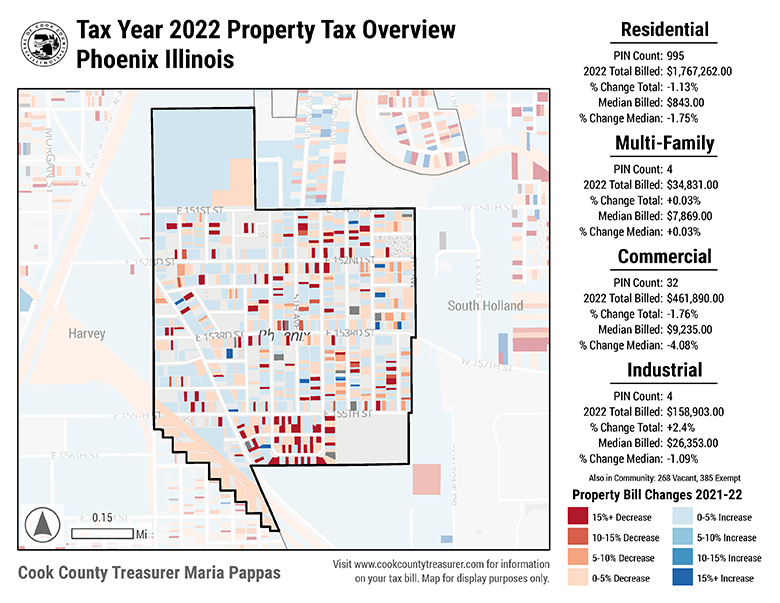 Tax Year 2022 Property Tax Overview
Phoenix Illinois
Residential
PIN Count: 995
2022 Total Billed: $1,767,262.00
% Change Total: -1.13%
Median Billed: $843.00
% Change Median: -1.75%
Multi-Family
PIN Count: 4
2022 Total Billed: $34,831.00
% Change Total: +0.03%
Median Billed: $7,869.00
% Change Median: +0.03%
Commercial
PIN Count: 32
2022 Total Billed: $461,890.00
% Change Total: -1.76%
Median Billed: $9,235.00
% Change Median: -4.08%
Industrial
PIN Count: 4
2022 Total Billed: $158,903.00
% Change Total: +2.4%
Median Billed: $26,353.00
% Change Median: -1.09%
Also in Community: 268 Vacant, 385 Exempt
Property Bill Changes 2021-22
15%+ Decrease
10-15% Decrease
5-10% Decrease
0-5% Decrease
0-5% Increase
5-10% Increase
10-15% Increase
15%+ Increase
MORGAN ST
E 151ST ST
E 152ND ST
South Holland
Harvey
E 153RD ST
Phoenix
E 153RD ST
W 157TH ST
E 155TH ST
E 155TH ST
E 156TH ST
0.15
Mi
Cook County Treasurer Maria Pappas
Visit www.cookcountytreasurer.com for information
on your tax bill. Map for display purposes only.